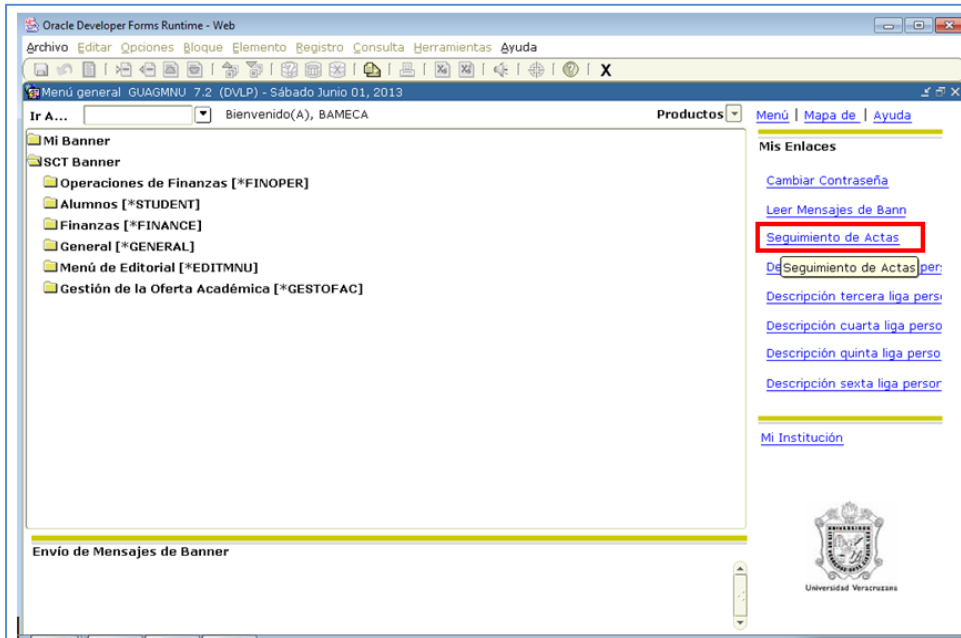 Oracle Developer Forms Runtime - Web
Archivo Editar Opciones Bloque Elemento Registro Consulta Herramientas Ayuda
Menú general GUAGMNU 7.2 (DVLP) - Sábado Junio 01, 2013
Ir A... Bienvenido(A), BAMECA Productos Menú | Mapa de | Ayuda
Mi Banner
SCT Banner
Operaciones de Finanzas [*FINOPER]
Alumnos [*STUDENT]
Finanzas [*FINANCE]
General [*GENERAL]
Menú de Editorial [*EDITMNU]
Gestión de la Oferta Académica [*GESTOFAC]
Mis Enlaces
Cambiar Contraseña
Leer Mensajes de Bann
Seguimiento de Actas
De Seguimiento de Actas per
Descripción tercera liga perso
Descripción cuarta liga perso
Descripción quinta liga perso
Descripción sexta liga person
Mi Institución
Envío de Mensajes de Banner
Universidad Veracruzana